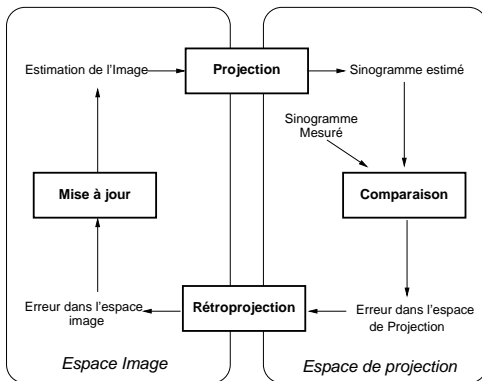 Estimation de l'Image
Projection
Sinogramme estimé
Sinogramme
Mesuré
Mise à jour
Comparaison
Erreur dans l'espace
image
Rétroprojection
Erreur dans l'espace
de Projection
Espace Image
Espace de projection